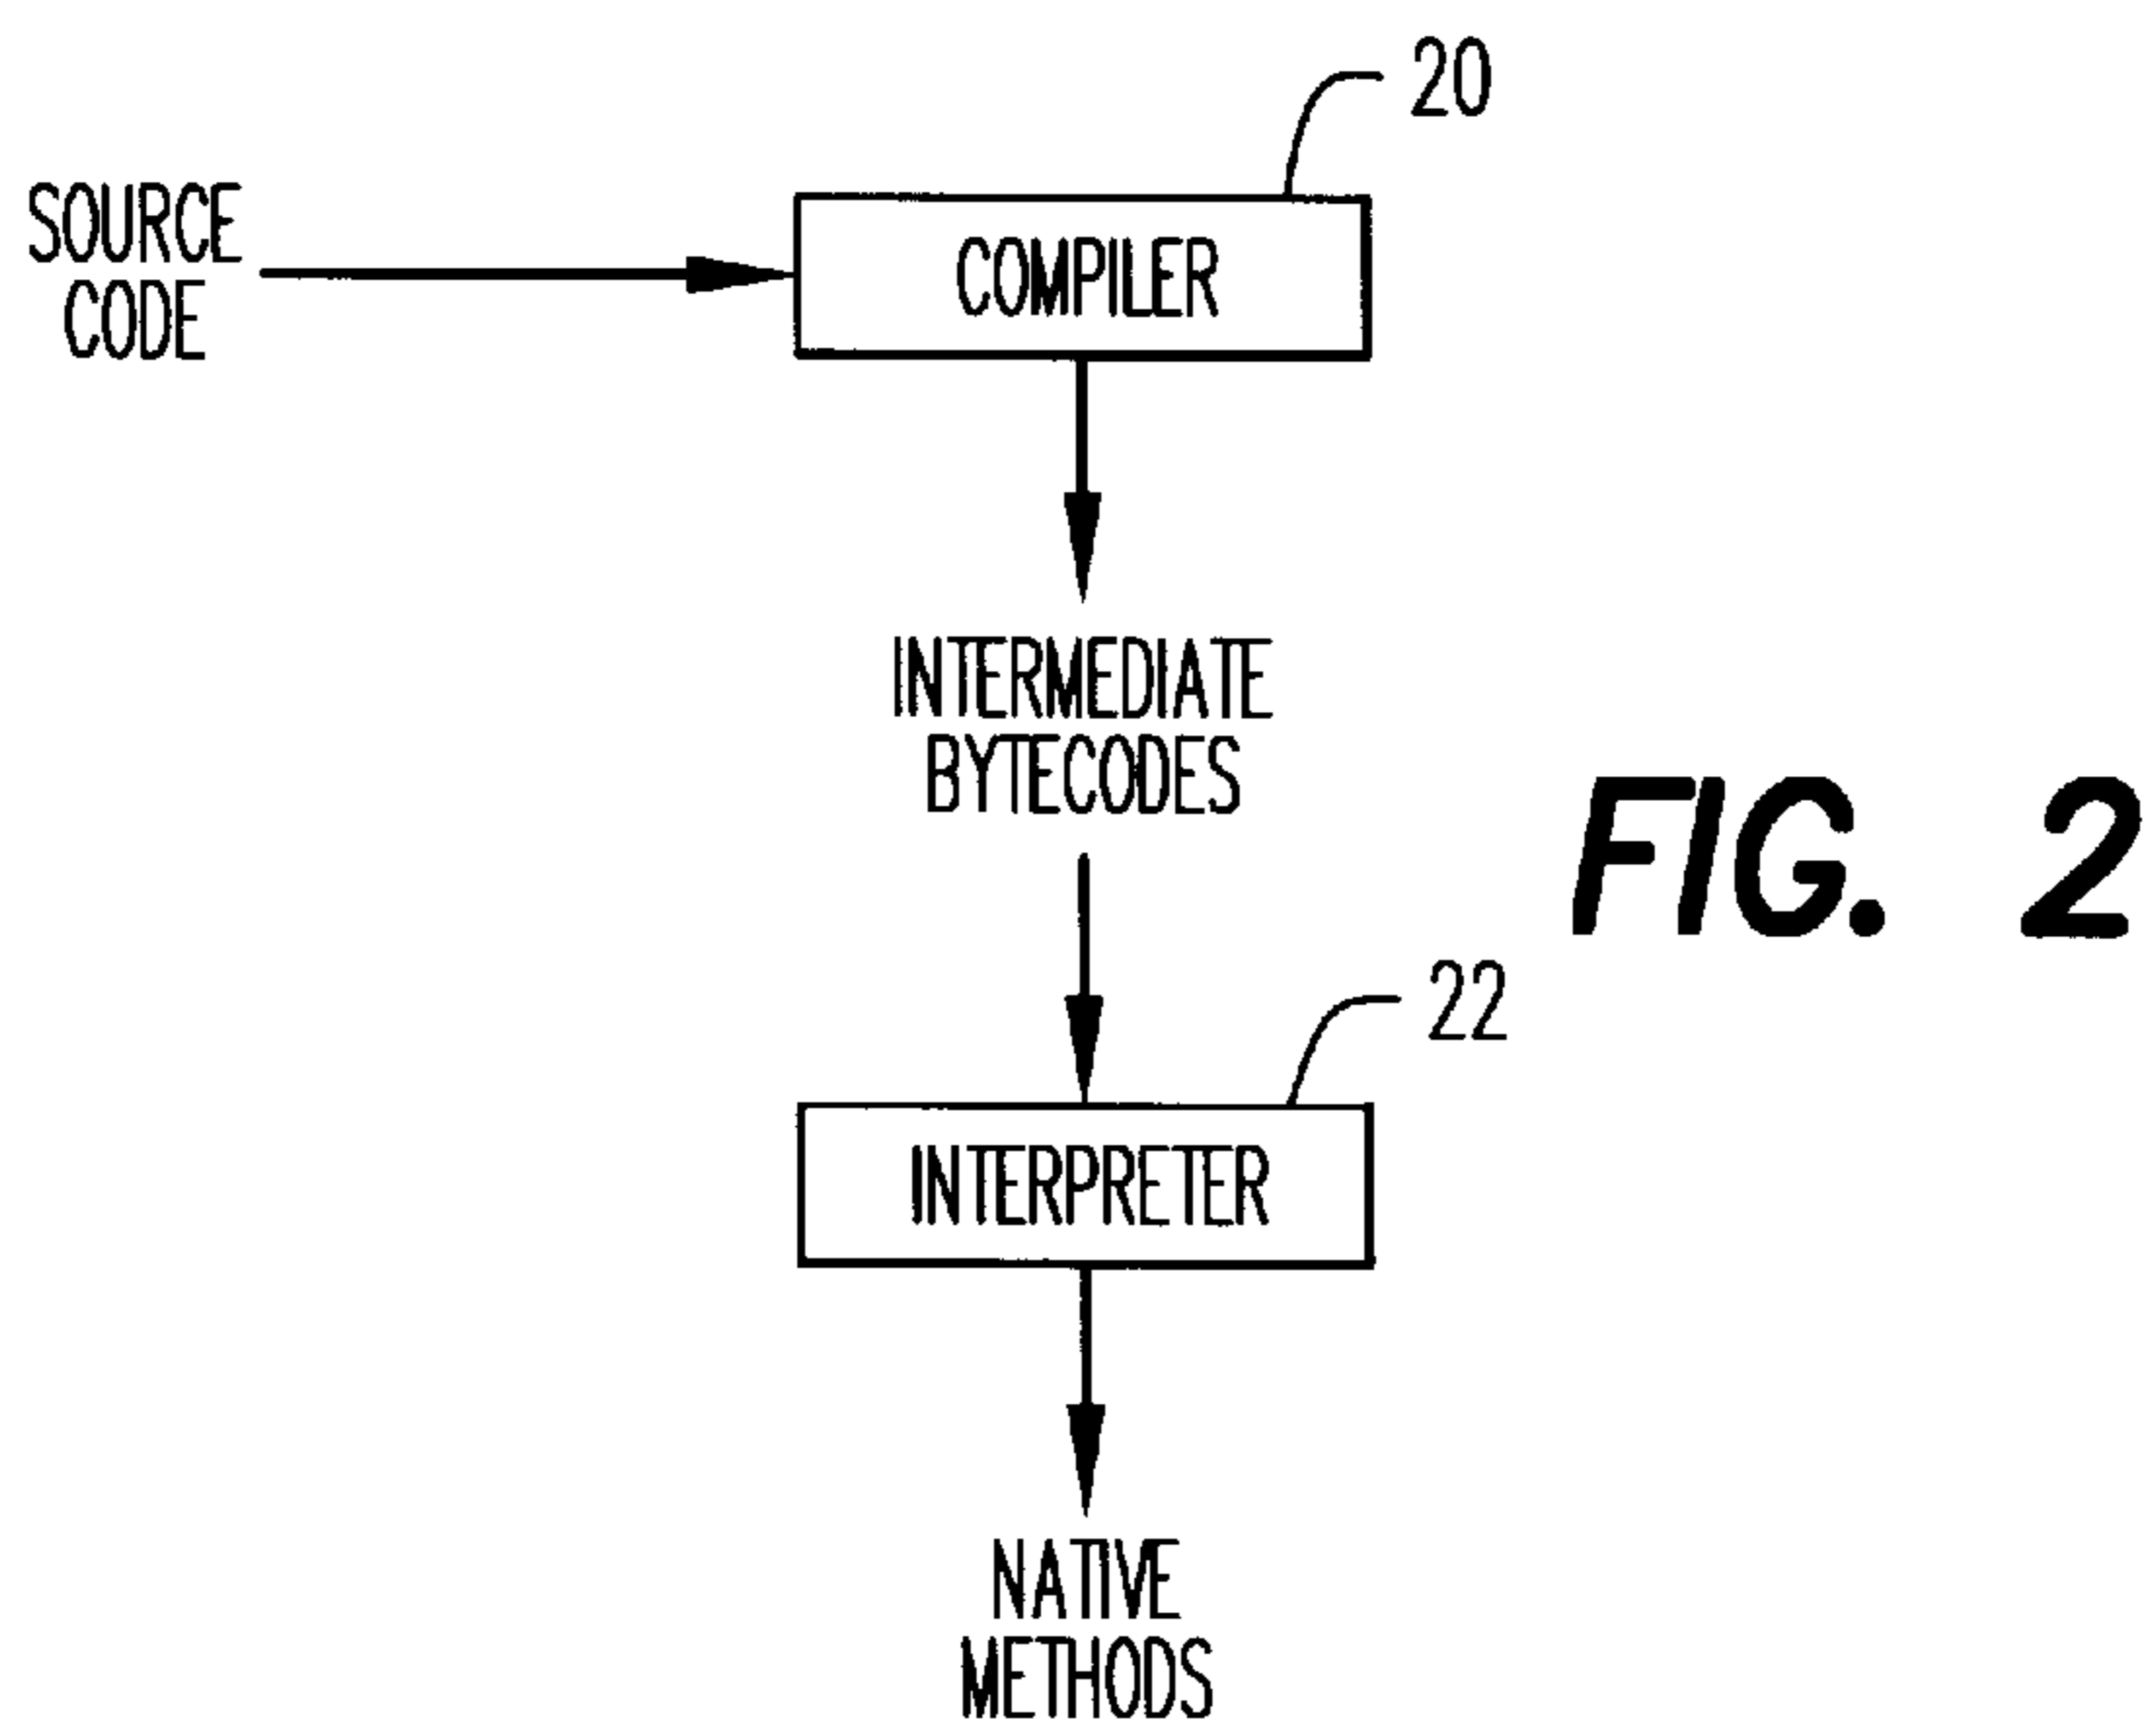 20
SOURCE
CODE
COMPILER
INTERMEDIATE
BYTECODES
FIG. 2
22
INTERPRETER
NATIVE
METHODS